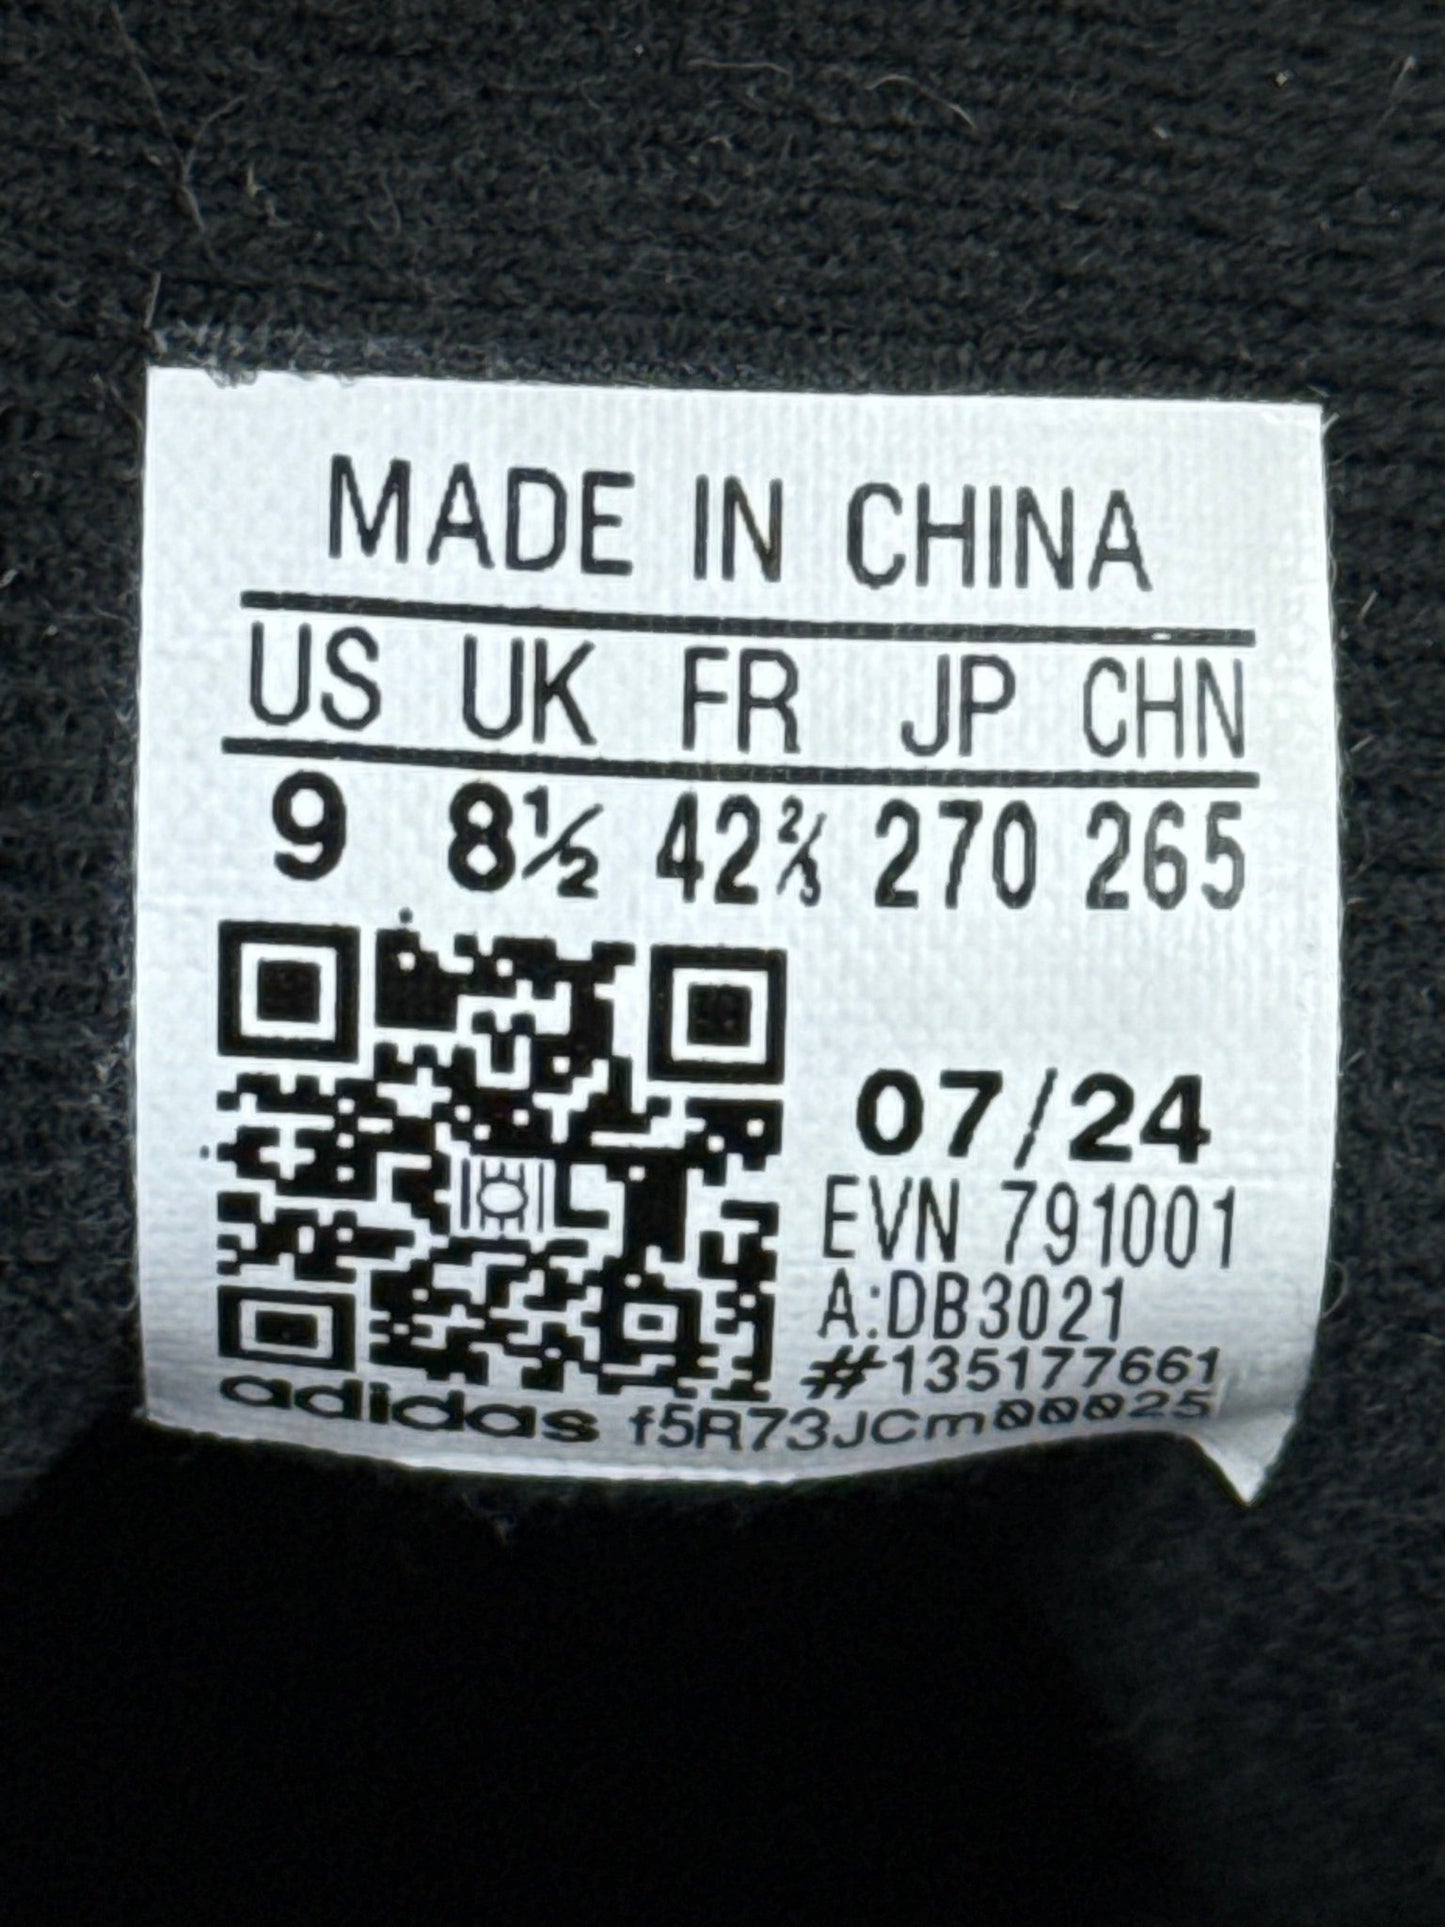 MADE IN CHINA
US UK FR JP CHN
9 8½ 42⅔ 270 265
07/24
EVN 791001
A:DB3021
#135177661
adidas f5R73JCm00025